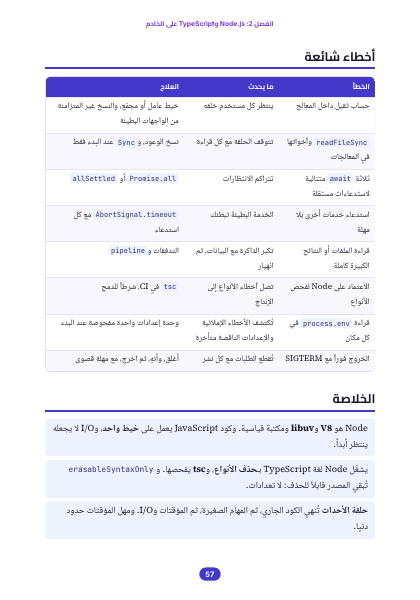 الفصل 2: Node.js وTypeScript على الخادم
أخطاء شائعة
الخطأ ما يحدث العلاج
حساب ثقيل داخل المعالج ينتظر كل مستخدم خلفه خيط عامل أو مجمّع، والنسخ غير المتزامنة
من الواجهات البطيئة
readFileSync وأخواتها تتوقف الحلقة مع كل قراءة نسخ الوعود، و Sync عند البدء فقط
في المعالجات
ثلاثة await متتالية تتراكم الانتظارات Promise.all أو allSettled
لاستدعاءات مستقلة
استدعاء خدمات أخرى بلا الخدمة البطيئة تبطئك AbortSignal.timeout مع كل
مهلة استدعاء
قراءة الملفات أو النتائج تكبر الذاكرة مع البيانات، ثم التدفقات و pipeline
الكبيرة كاملة انهيار
الاعتماد على Node لفحص تصل أخطاء الأنواع إلى tsc في CI، شرطاً للدمج
الأنواع الإنتاج
قراءة process.env في تُكتشف الأخطاء الإملائية وحدة إعدادات واحدة مفحوصة عند البدء
كل مكان والإعدادات الناقصة متأخرة
الخروج فوراً مع SIGTERM تُقطع الطلبات مع كل نشر أغلق، وأنهِ، ثم اخرج، مع مهلة قصوى
الخلاصة
Node هو V8 وlibuv ومكتبة قياسية. وكود JavaScript يعمل على خيط واحد، وI/O لا يجعله
ينتظر أبداً.
يشغّل Node لغة TypeScript بحذف الأنواع، وtsc يفحصها. و erasableSyntaxOnly
تُبقي المصدر قابلاً للحذف: لا تعدادات.
حلقة الأحداث تُنهي الكود الجاري، ثم المهام الصغيرة، ثم المؤقتات وI/O. ومهل المؤقتات حدود
دنيا.
57